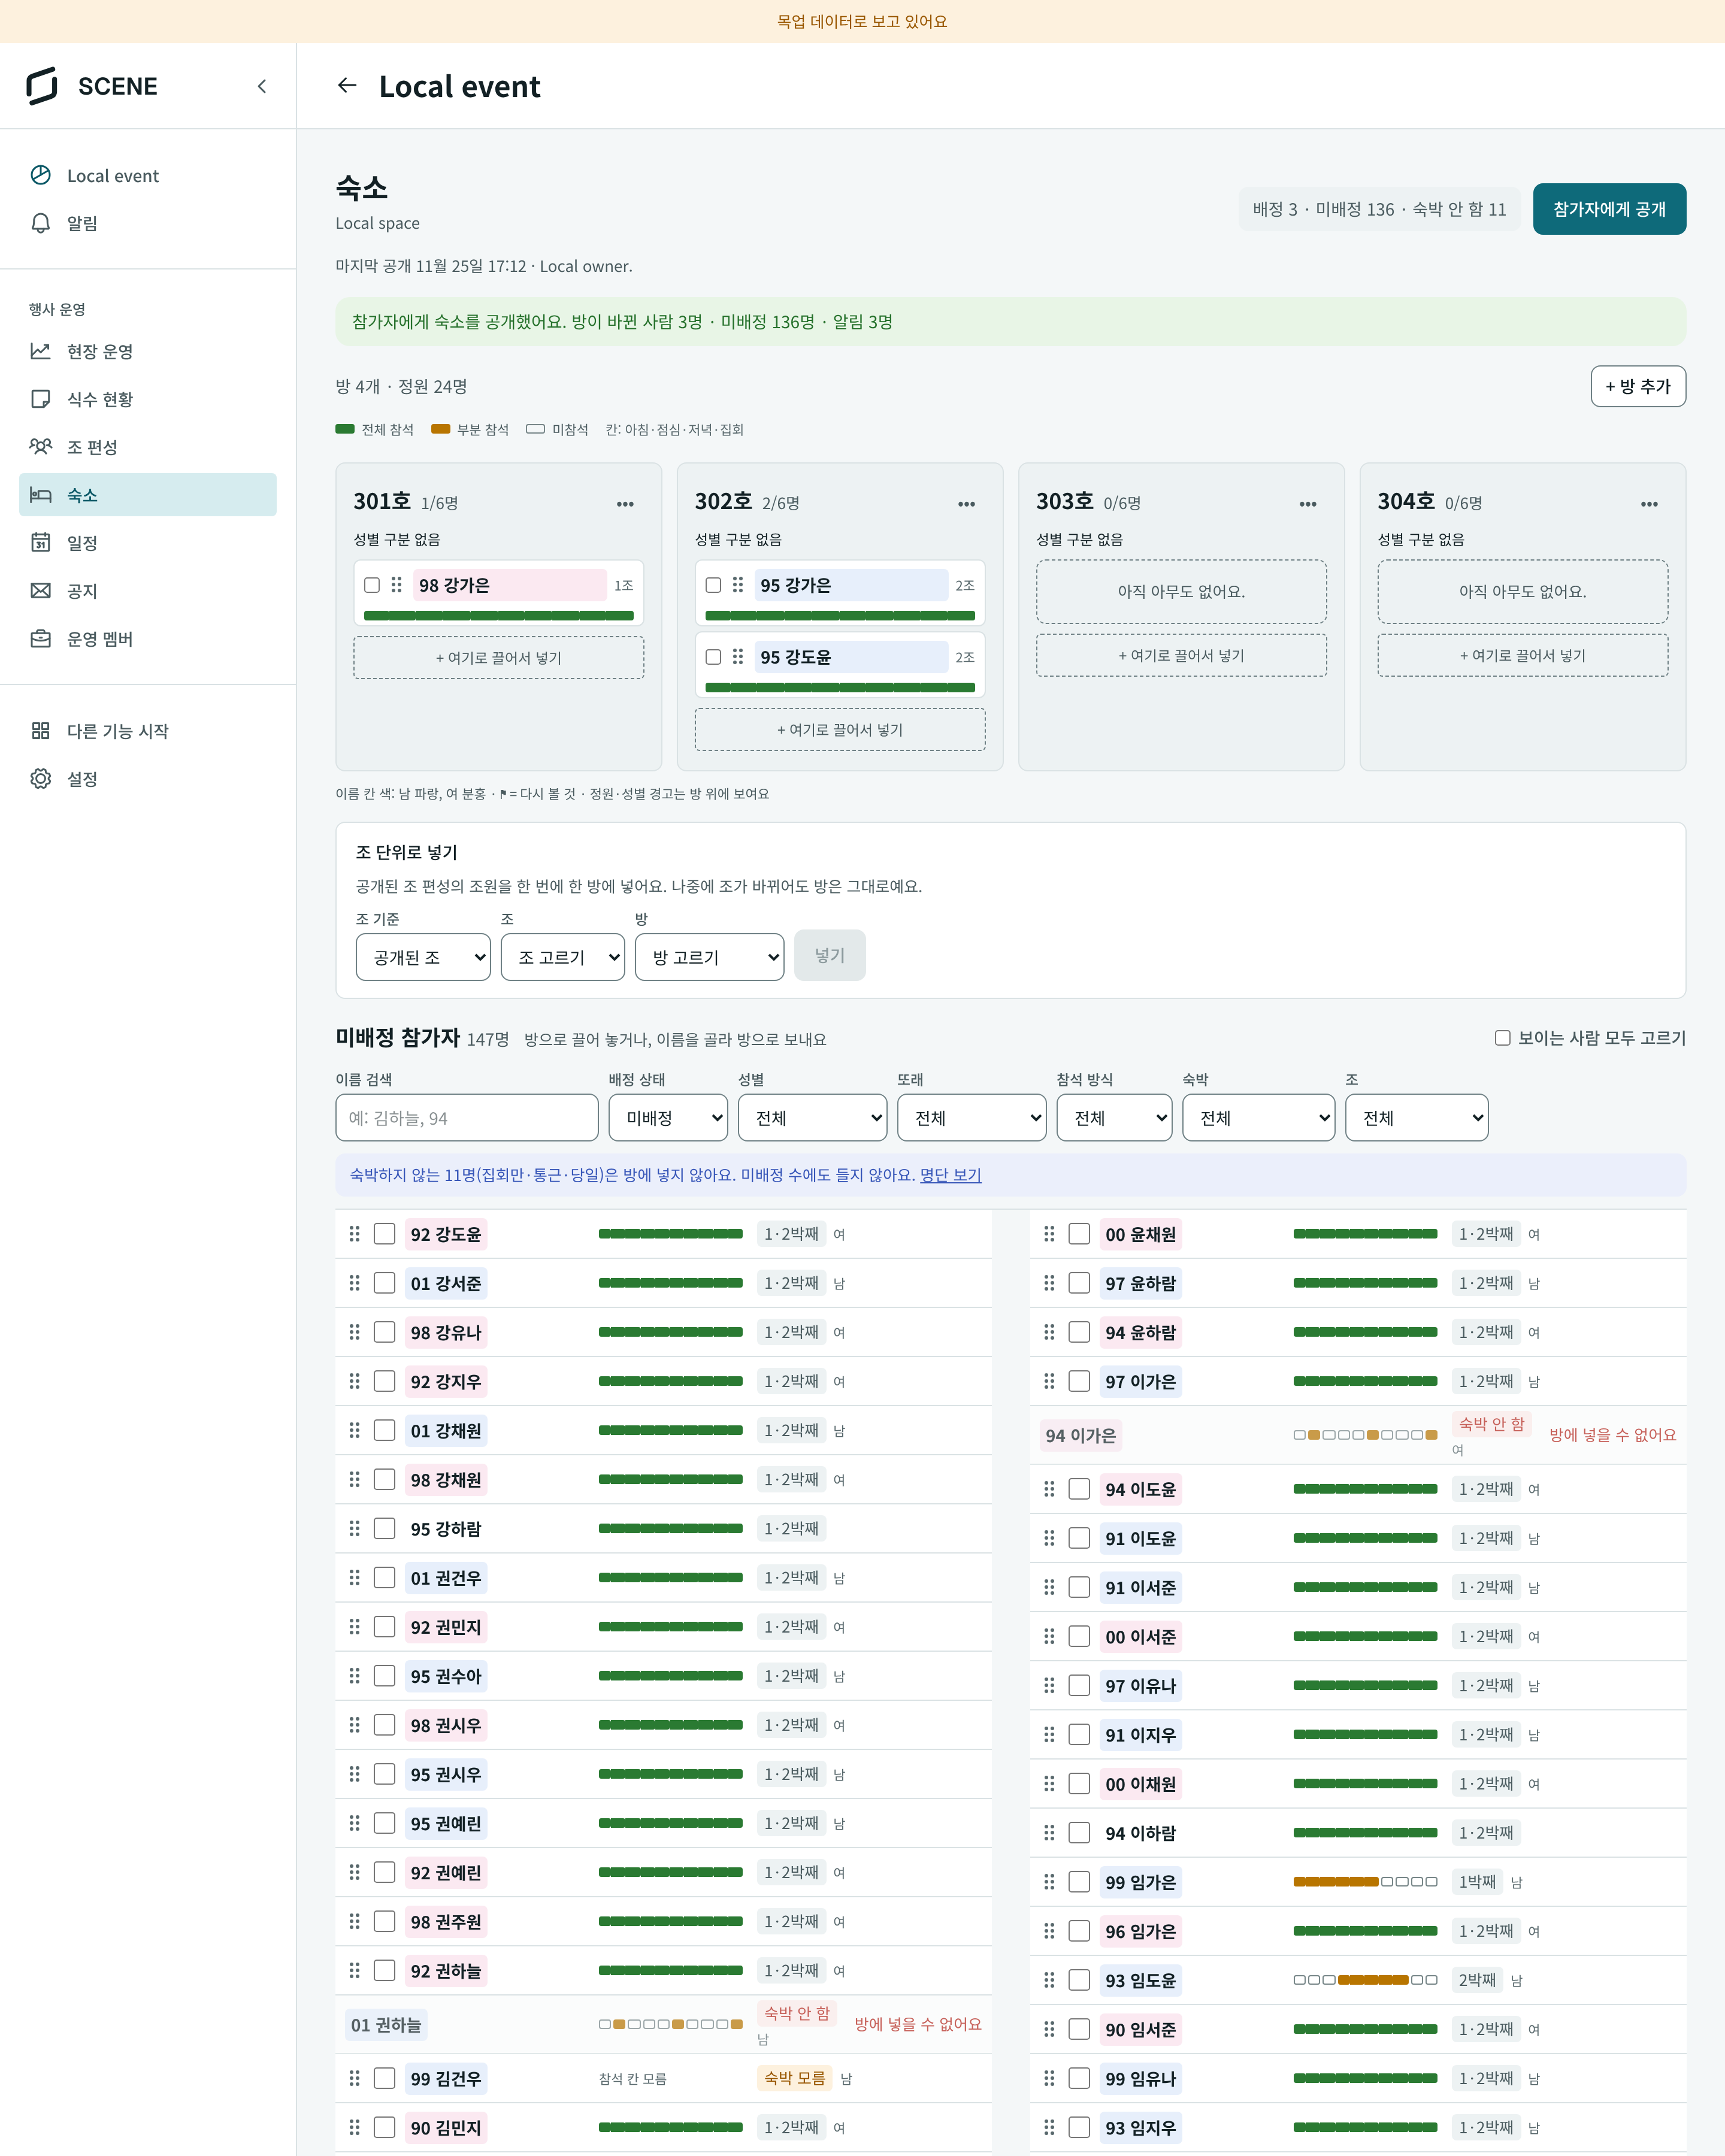 목업 데이터로 보고 있어요
SCENE
Local event
Local event
알림
행사 운영
현장 운영
식수 현황
조 편성
숙소
일정
공지
운영 멤버
다른 기능 시작
설정
숙소
Local space
배정 3 · 미배정 136 · 숙박 안 함 11
참가자에게 공개
마지막 공개 11월 25일 17:12 · Local owner.
참가자에게 숙소를 공개했어요. 방이 바뀐 사람 3명 · 미배정 136명 · 알림 3명
방 4개 · 정원 24명
+ 방 추가
전체 참석 부분 참석 미참석 칸: 아침·점심·저녁·집회
301호 1/6명
성별 구분 없음
98 강가은 1조
+ 여기로 끌어서 넣기
302호 2/6명
성별 구분 없음
95 강가은 2조
95 강도윤 2조
+ 여기로 끌어서 넣기
303호 0/6명
성별 구분 없음
아직 아무도 없어요.
+ 여기로 끌어서 넣기
304호 0/6명
성별 구분 없음
아직 아무도 없어요.
+ 여기로 끌어서 넣기
이름 칸 색: 남 파랑, 여 분홍 · ⚑ = 다시 볼 것 · 정원·성별 경고는 방 위에 보여요
조 단위로 넣기
공개된 조 편성의 조원을 한 번에 한 방에 넣어요. 나중에 조가 바뀌어도 방은 그대로예요.
조 기준 조 방
공개된 조 조 고르기 방 고르기 넣기
미배정 참가자 147명 방으로 끌어 놓거나, 이름을 골라 방으로 보내요
보이는 사람 모두 고르기
이름 검색 배정 상태 성별 또래 참석 방식 숙박 조
예: 김하늘, 94 미배정 전체 전체 전체 전체 전체
숙박하지 않는 11명(집회만·통근·당일)은 방에 넣지 않아요. 미배정 수에도 들지 않아요. 명단 보기
92 강도윤 1·2박째 여
01 강서준 1·2박째 남
98 강유나 1·2박째 여
92 강지우 1·2박째 여
01 강채원 1·2박째 남
98 강채원 1·2박째 여
95 강하람 1·2박째
01 권건우 1·2박째 남
92 권민지 1·2박째 여
95 권수아 1·2박째 남
98 권시우 1·2박째 여
95 권시우 1·2박째 남
95 권예린 1·2박째 남
92 권예린 1·2박째 여
98 권주원 1·2박째 여
92 권하늘 1·2박째 여
01 권하늘 숙박 안 함 남 방에 넣을 수 없어요
99 김건우 참석 칸 모름 숙박 모름 남
90 김민지 1·2박째 여
00 윤채원 1·2박째 여
97 윤하람 1·2박째 남
94 윤하람 1·2박째 여
97 이가은 1·2박째 남
94 이가은 숙박 안 함 여 방에 넣을 수 없어요
94 이도윤 1·2박째 여
91 이도윤 1·2박째 남
91 이서준 1·2박째 남
00 이서준 1·2박째 여
97 이유나 1·2박째 남
91 이지우 1·2박째 남
00 이채원 1·2박째 여
94 이하람 1·2박째
99 임가은 1박째 남
96 임가은 1·2박째 여
93 임도윤 2박째 남
90 임서준 1·2박째 여
99 임유나 1·2박째 남
93 임지우 1·2박째 남